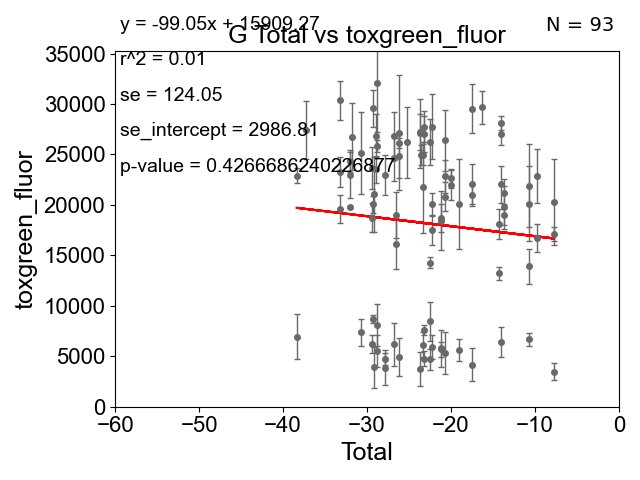 y = -99.05x + 15909.27
N = 93
G Total vs toxgreen_fluor
r^2 = 0.01
se = 124.05
se_intercept = 2986.81
p-value = 0.4266686240226877
toxgreen_fluor
35000
30000
25000
20000
15000
10000
5000
0
−60
−50
−40
−30
−20
−10
0
Total